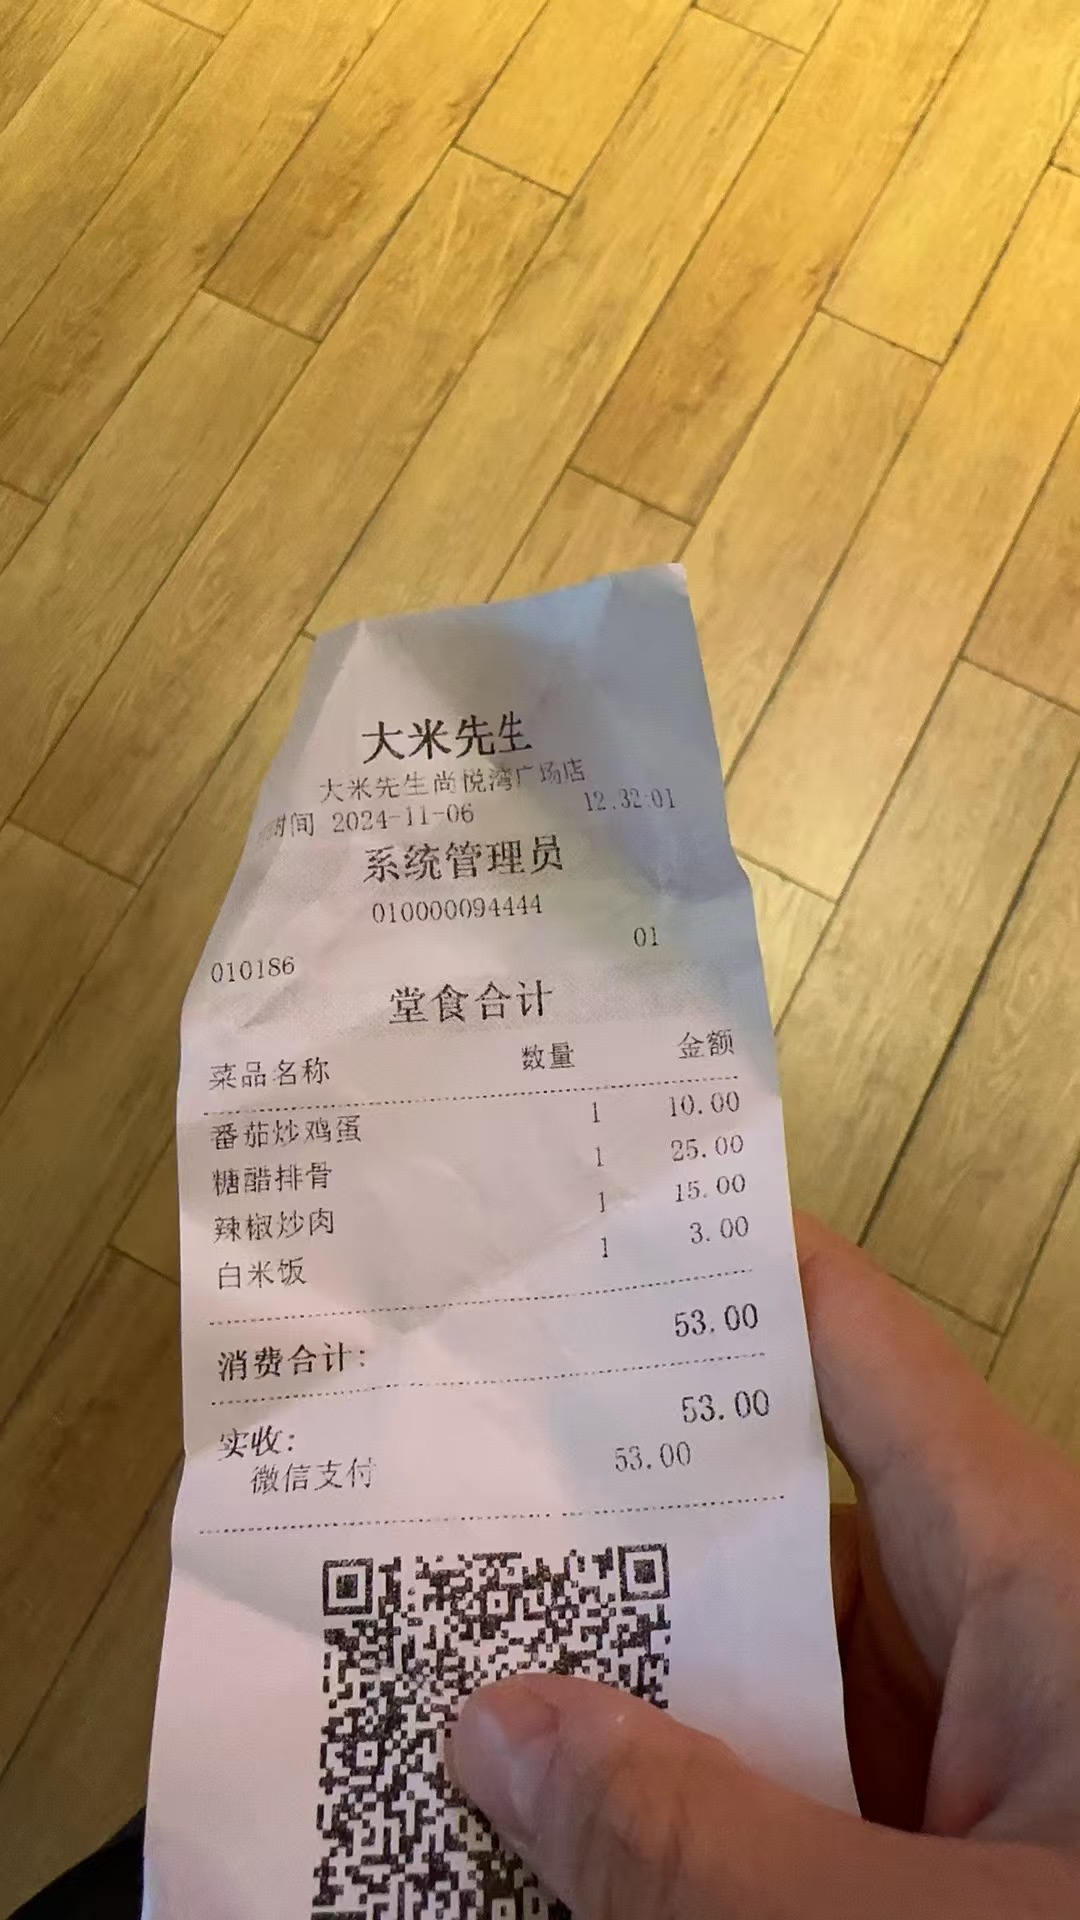 大米先生
大米先生尚悦湾广场店
时间 2024-11-06 12:32:01
系统管理员
010000094444
010186 01
堂食合计
菜品名称 数量 金额
番茄炒鸡蛋 1 10.00
糖醋排骨 1 25.00
辣椒炒肉 1 15.00
白米饭 1 3.00
消费合计: 53.00
实收: 53.00
微信支付 53.00